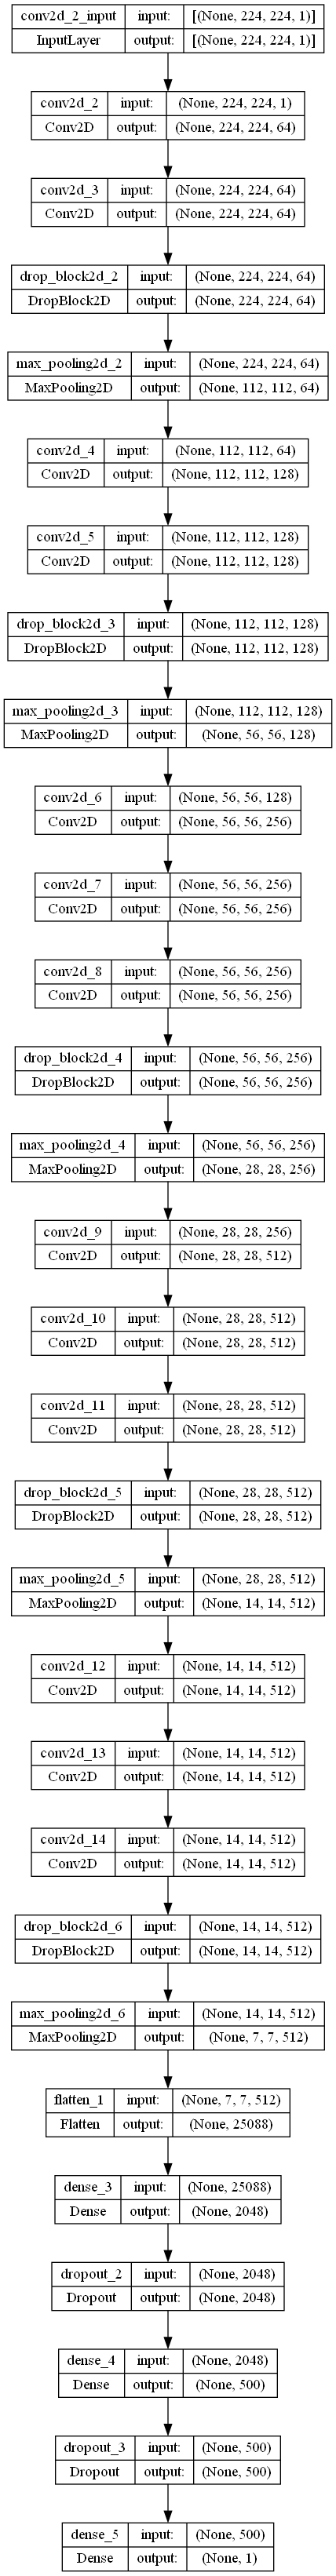 conv2d_2_input input: [(None, 224, 224, 1)]
InputLayer output: [(None, 224, 224, 1)]
conv2d_2 input: (None, 224, 224, 1)
Conv2D output: (None, 224, 224, 64)
conv2d_3 input: (None, 224, 224, 64)
Conv2D output: (None, 224, 224, 64)
drop_block2d_2 input: (None, 224, 224, 64)
DropBlock2D output: (None, 224, 224, 64)
max_pooling2d_2 input: (None, 224, 224, 64)
MaxPooling2D output: (None, 112, 112, 64)
conv2d_4 input: (None, 112, 112, 64)
Conv2D output: (None, 112, 112, 128)
conv2d_5 input: (None, 112, 112, 128)
Conv2D output: (None, 112, 112, 128)
drop_block2d_3 input: (None, 112, 112, 128)
DropBlock2D output: (None, 112, 112, 128)
max_pooling2d_3 input: (None, 112, 112, 128)
MaxPooling2D output: (None, 56, 56, 128)
conv2d_6 input: (None, 56, 56, 128)
Conv2D output: (None, 56, 56, 256)
conv2d_7 input: (None, 56, 56, 256)
Conv2D output: (None, 56, 56, 256)
conv2d_8 input: (None, 56, 56, 256)
Conv2D output: (None, 56, 56, 256)
drop_block2d_4 input: (None, 56, 56, 256)
DropBlock2D output: (None, 56, 56, 256)
max_pooling2d_4 input: (None, 56, 56, 256)
MaxPooling2D output: (None, 28, 28, 256)
conv2d_9 input: (None, 28, 28, 256)
Conv2D output: (None, 28, 28, 512)
conv2d_10 input: (None, 28, 28, 512)
Conv2D output: (None, 28, 28, 512)
conv2d_11 input: (None, 28, 28, 512)
Conv2D output: (None, 28, 28, 512)
drop_block2d_5 input: (None, 28, 28, 512)
DropBlock2D output: (None, 28, 28, 512)
max_pooling2d_5 input: (None, 28, 28, 512)
MaxPooling2D output: (None, 14, 14, 512)
conv2d_12 input: (None, 14, 14, 512)
Conv2D output: (None, 14, 14, 512)
conv2d_13 input: (None, 14, 14, 512)
Conv2D output: (None, 14, 14, 512)
conv2d_14 input: (None, 14, 14, 512)
Conv2D output: (None, 14, 14, 512)
drop_block2d_6 input: (None, 14, 14, 512)
DropBlock2D output: (None, 14, 14, 512)
max_pooling2d_6 input: (None, 14, 14, 512)
MaxPooling2D output: (None, 7, 7, 512)
flatten_1 input: (None, 7, 7, 512)
Flatten output: (None, 25088)
dense_3 input: (None, 25088)
Dense output: (None, 2048)
dropout_2 input: (None, 2048)
Dropout output: (None, 2048)
dense_4 input: (None, 2048)
Dense output: (None, 500)
dropout_3 input: (None, 500)
Dropout output: (None, 500)
dense_5 input: (None, 500)
Dense output: (None, 1)